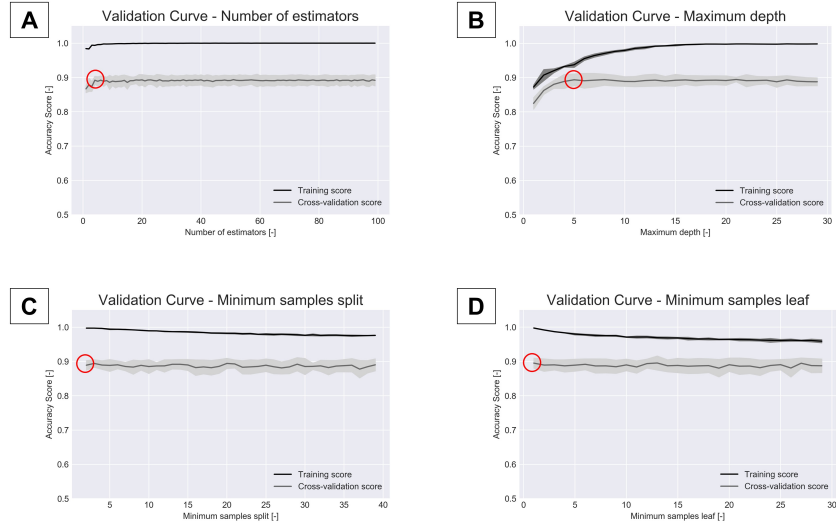 A
Validation Curve - Number of estimators
Accuracy Score [-]
1.0
0.9
0.8
0.7
0.6
0.5
Training score
Cross-validation score
0 20 40 60 80 100
Number of estimators [-]
B
Validation Curve - Maximum depth
Accuracy Score [-]
1.0
0.9
0.8
0.7
0.6
0.5
Training score
Cross-validation score
0 5 10 15 20 25 30
Maximum depth [-]
C
Validation Curve - Minimum samples split
Accuracy Score [-]
1.0
0.9
0.8
0.7
0.6
0.5
Training score
Cross-validation score
5 10 15 20 25 30 35 40
Minimum samples split [-]
D
Validation Curve - Minimum samples leaf
Accuracy Score [-]
1.0
0.9
0.8
0.7
0.6
0.5
Training score
Cross-validation score
0 5 10 15 20 25 30
Minimum samples leaf [-]